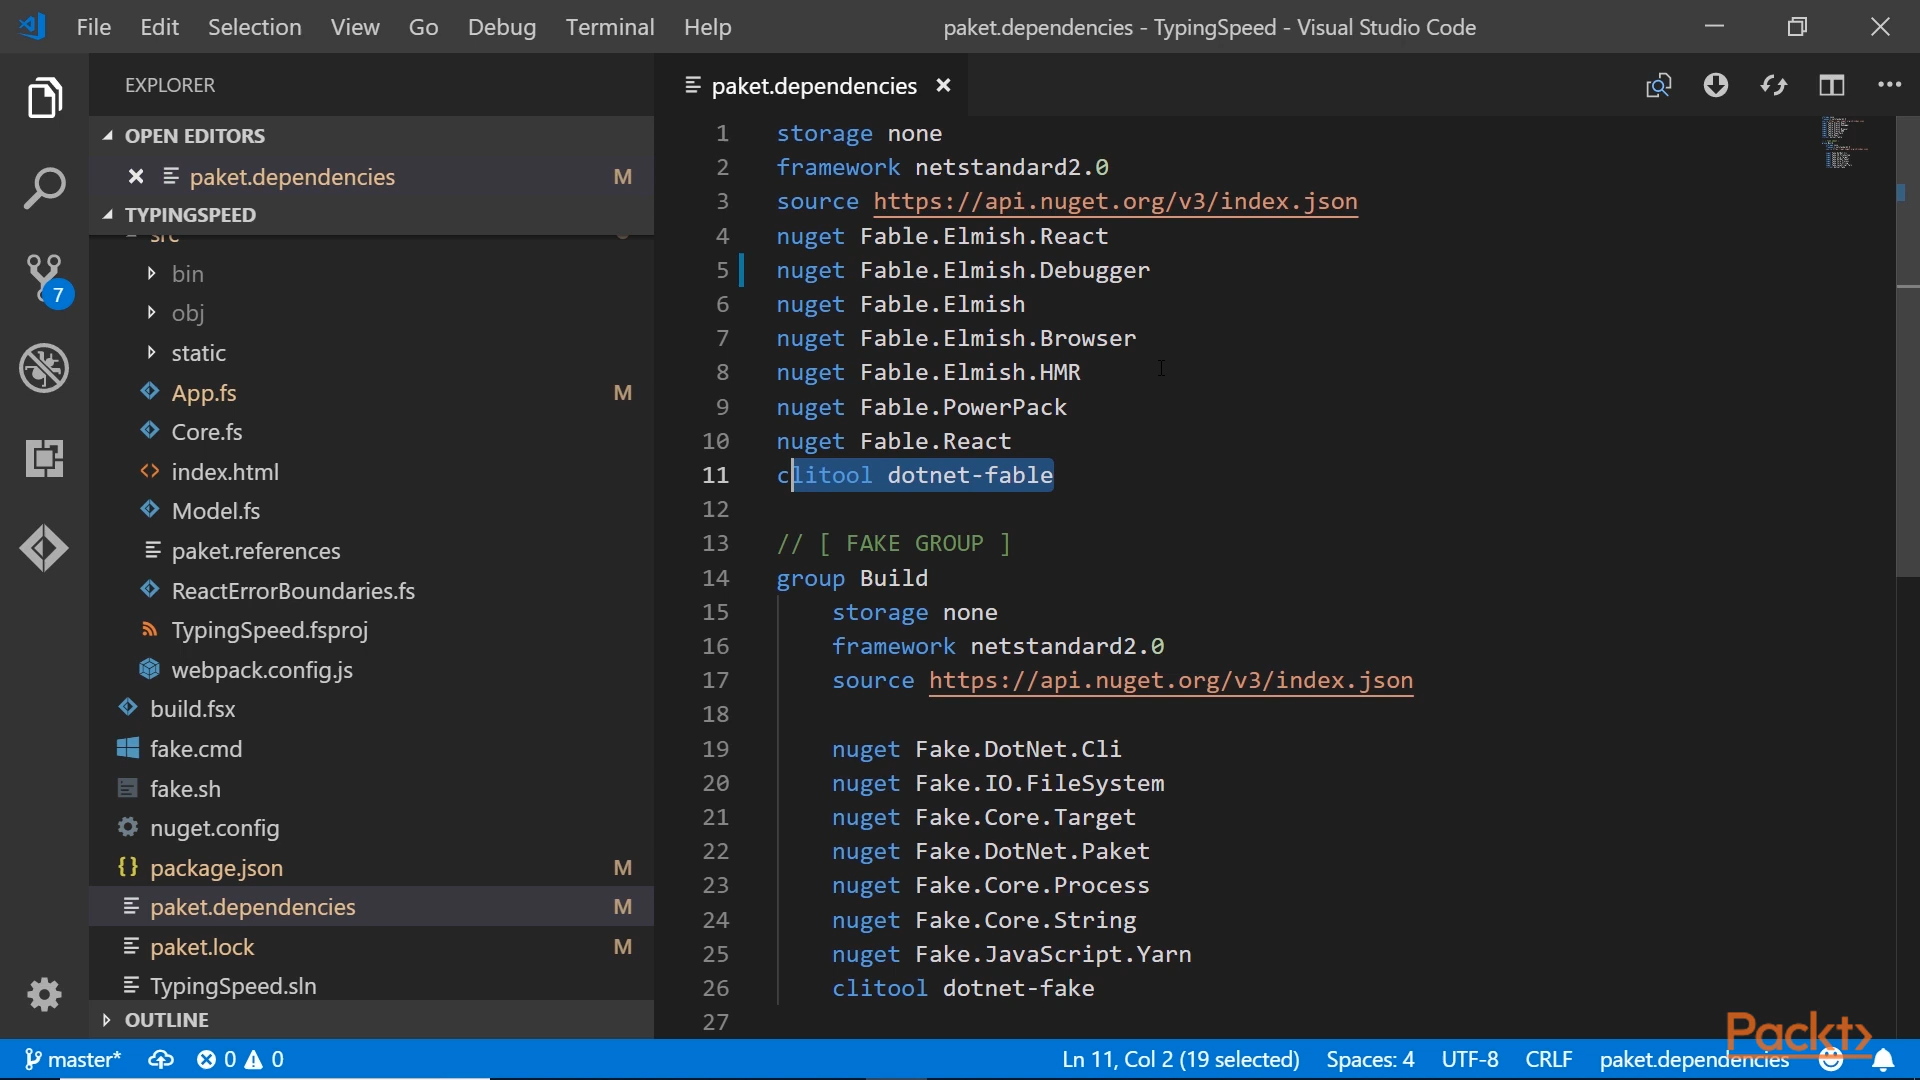 File Edit Selection View Go Debug Terminal Help
paket.dependencies - TypingSpeed - Visual Studio Code
EXPLORER
OPEN EDITORS
paket.dependencies M
TYPINGSPEED
src
bin
obj
static
App.fs M
Core.fs
index.html
Model.fs
paket.references
ReactErrorBoundaries.fs
TypingSpeed.fsproj
webpack.config.js
build.fsx
fake.cmd
fake.sh
nuget.config
package.json M
paket.dependencies M
paket.lock M
TypingSpeed.sln
OUTLINE
7
paket.dependencies
1 storage none
2 framework netstandard2.0
3 source https://api.nuget.org/v3/index.json
4 nuget Fable.Elmish.React
5 nuget Fable.Elmish.Debugger
6 nuget Fable.Elmish
7 nuget Fable.Elmish.Browser
8 nuget Fable.Elmish.HMR
9 nuget Fable.PowerPack
10 nuget Fable.React
11 clitool dotnet-fable
12
13 // [ FAKE GROUP ]
14 group Build
15 storage none
16 framework netstandard2.0
17 source https://api.nuget.org/v3/index.json
18
19 nuget Fake.DotNet.Cli
20 nuget Fake.IO.FileSystem
21 nuget Fake.Core.Target
22 nuget Fake.DotNet.Paket
23 nuget Fake.Core.Process
24 nuget Fake.Core.String
25 nuget Fake.JavaScript.Yarn
26 clitool dotnet-fake
27
Packt>
master* 0 0
Ln 11, Col 2 (19 selected) Spaces: 4 UTF-8 CRLF paket.dependencies